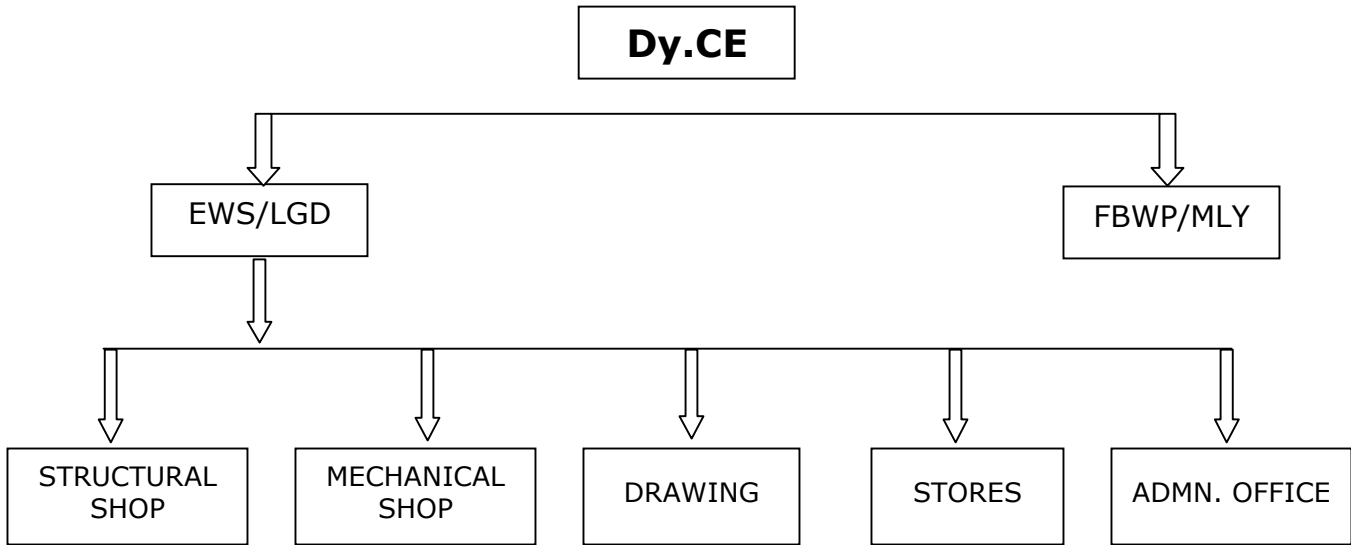 Dy.CE
EWS/LGD
FBWP/MLY
STRUCTURAL
SHOP
MECHANICAL
SHOP
DRAWING
STORES
ADMN. OFFICE